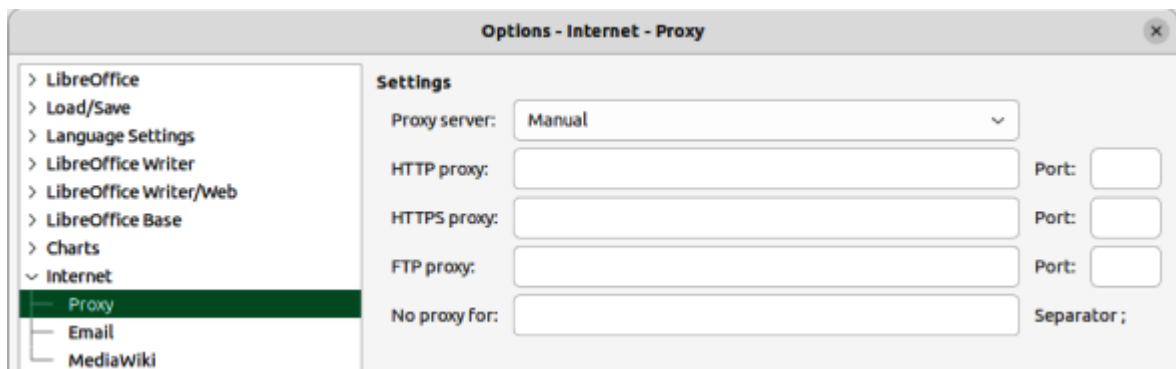 Options - Internet - Proxy
LibreOffice
Load/Save
Language Settings
LibreOffice Writer
LibreOffice Writer/Web
LibreOffice Base
Charts
Internet
Proxy
Email
MediaWiki
Settings
Proxy server: Manual
HTTP proxy: Port:
HTTPS proxy: Port:
FTP proxy: Port:
No proxy for: Separator ;